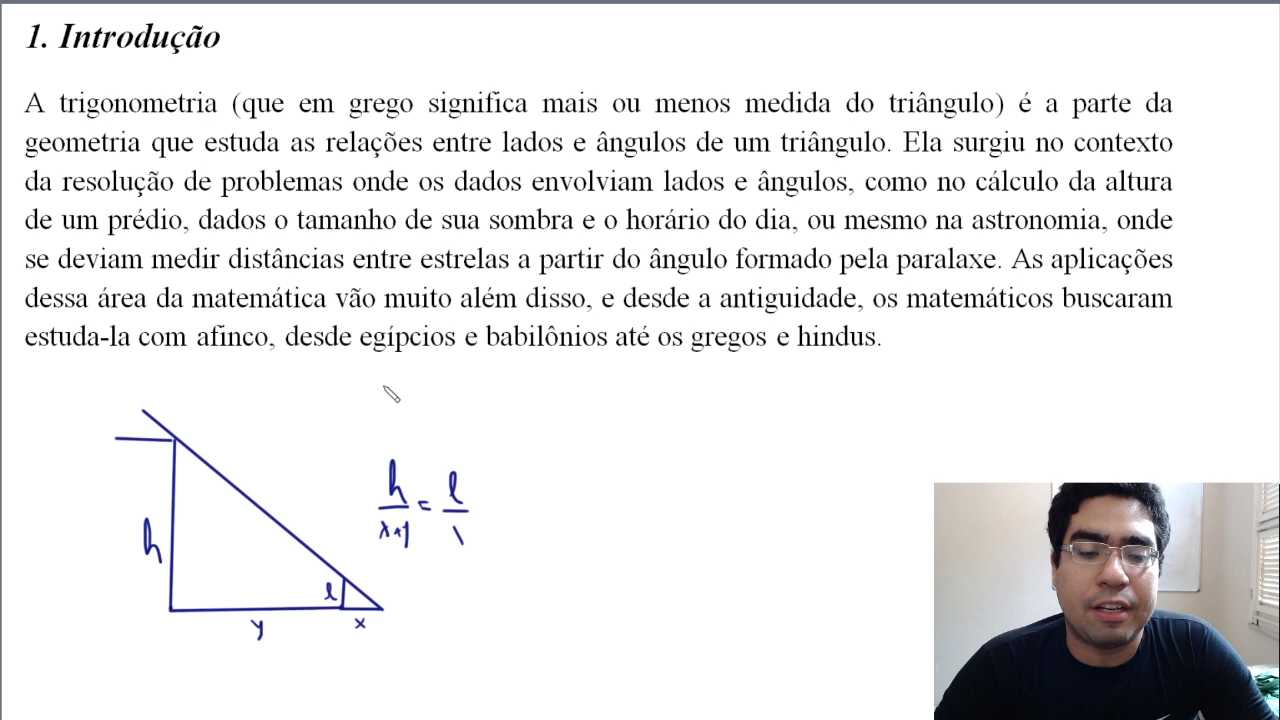 1. Introdução
A trigonometria (que em grego significa mais ou menos medida do triângulo) é a parte da
geometria que estuda as relações entre lados e ângulos de um triângulo. Ela surgiu no contexto
da resolução de problemas onde os dados envolviam lados e ângulos, como no cálculo da altura
de um prédio, dados o tamanho de sua sombra e o horário do dia, ou mesmo na astronomia, onde
se deviam medir distâncias entre estrelas a partir do ângulo formado pela paralaxe. As aplicações
dessa área da matemática vão muito além disso, e desde a antiguidade, os matemáticos buscaram
estuda-la com afinco, desde egípcios e babilônios até os gregos e hindus.
h
l
y
x
h = l
x+y